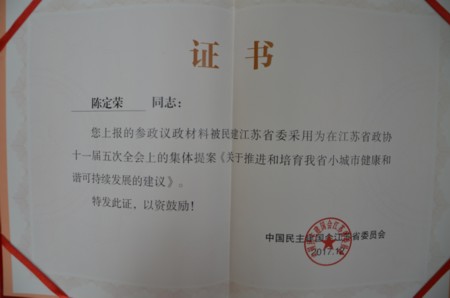 证书
陈定荣 同志：
您上报的参政议政材料被民建江苏省委采用为在江苏省政协
十一届五次全会上的集体提案《关于推进和培育我省小城市健康和
谐可持续发展的建议》。
特发此证，以资鼓励！
中国民主建国会江苏省委员会
2017.1